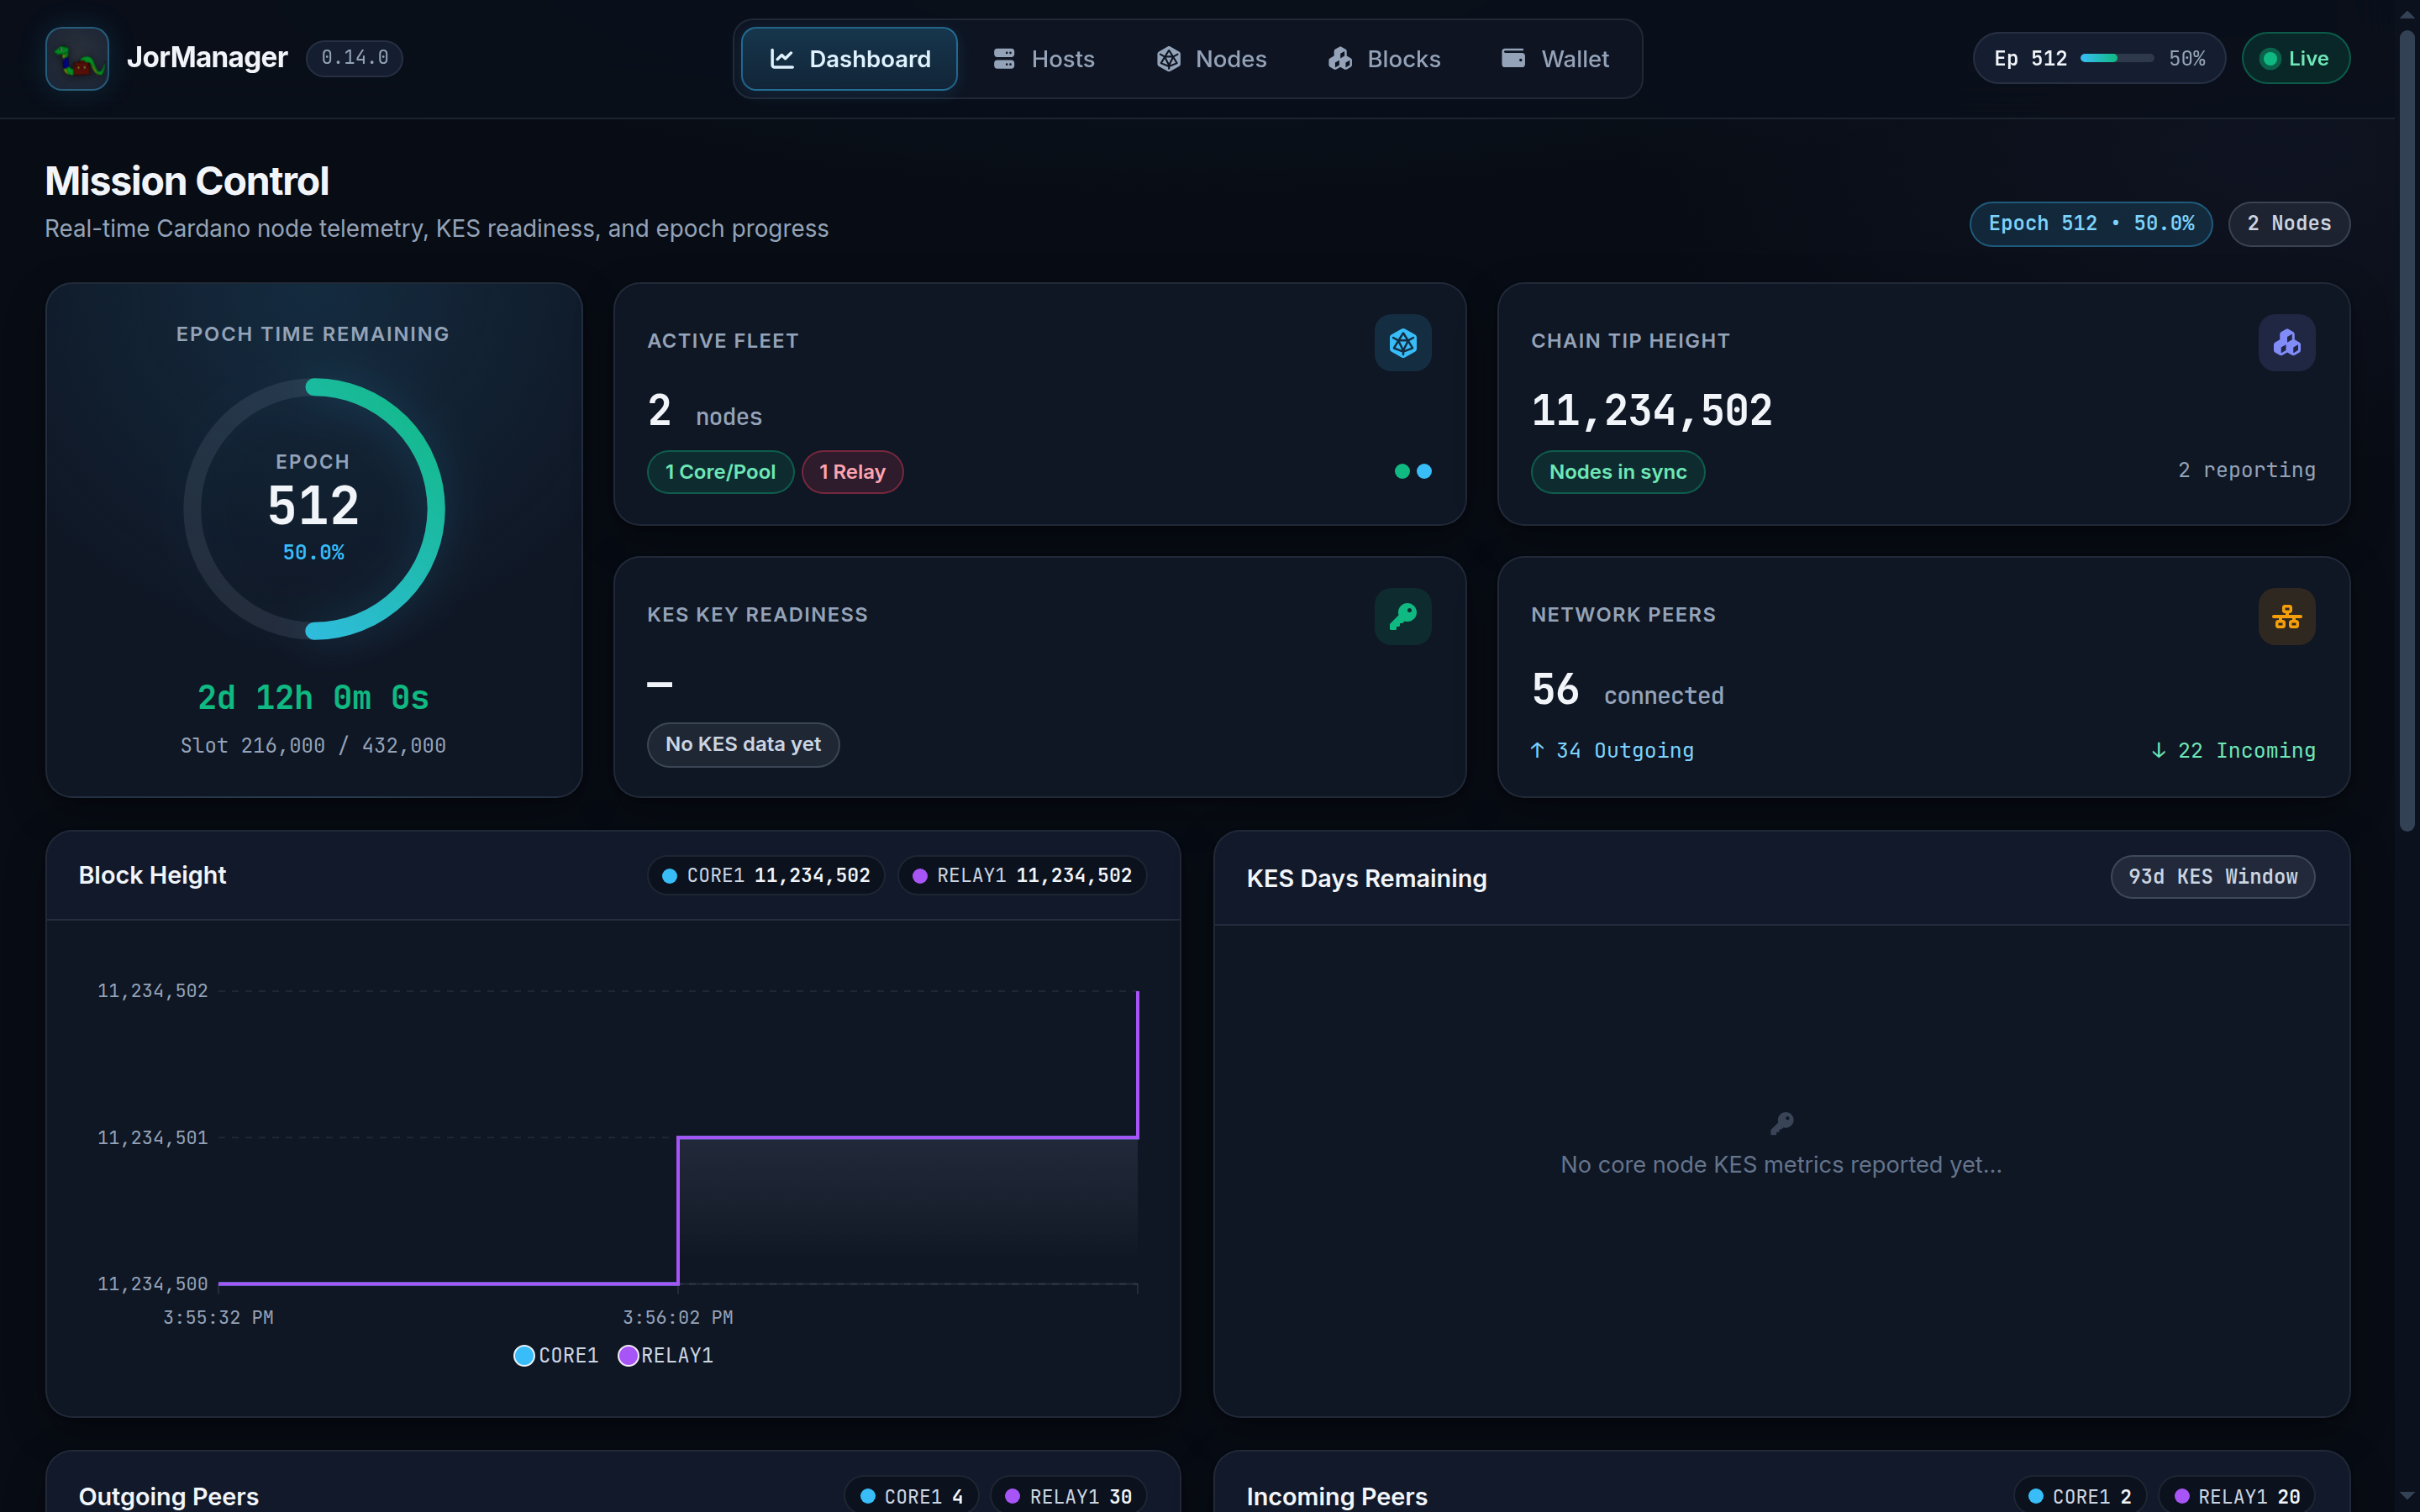 JorManager 0.14.0 Dashboard Hosts Nodes Blocks Wallet Ep 512 50% Live
Mission Control
Real-time Cardano node telemetry, KES readiness, and epoch progress
Epoch 512 • 50.0% 2 Nodes
EPOCH TIME REMAINING
EPOCH
512
50.0%
2d 12h 0m 0s
Slot 216,000 / 432,000
ACTIVE FLEET
2 nodes
1 Core/Pool 1 Relay
CHAIN TIP HEIGHT
11,234,502
Nodes in sync 2 reporting
KES KEY READINESS
—
No KES data yet
NETWORK PEERS
56 connected
↑ 34 Outgoing ↓ 22 Incoming
Block Height CORE1 11,234,502 RELAY1 11,234,502
11,234,502
11,234,501
11,234,500
3:55:32 PM 3:56:02 PM
CORE1 RELAY1
KES Days Remaining 93d KES Window
No core node KES metrics reported yet...
Outgoing Peers CORE1 4 RELAY1 30
Incoming Peers CORE1 2 RELAY1 20